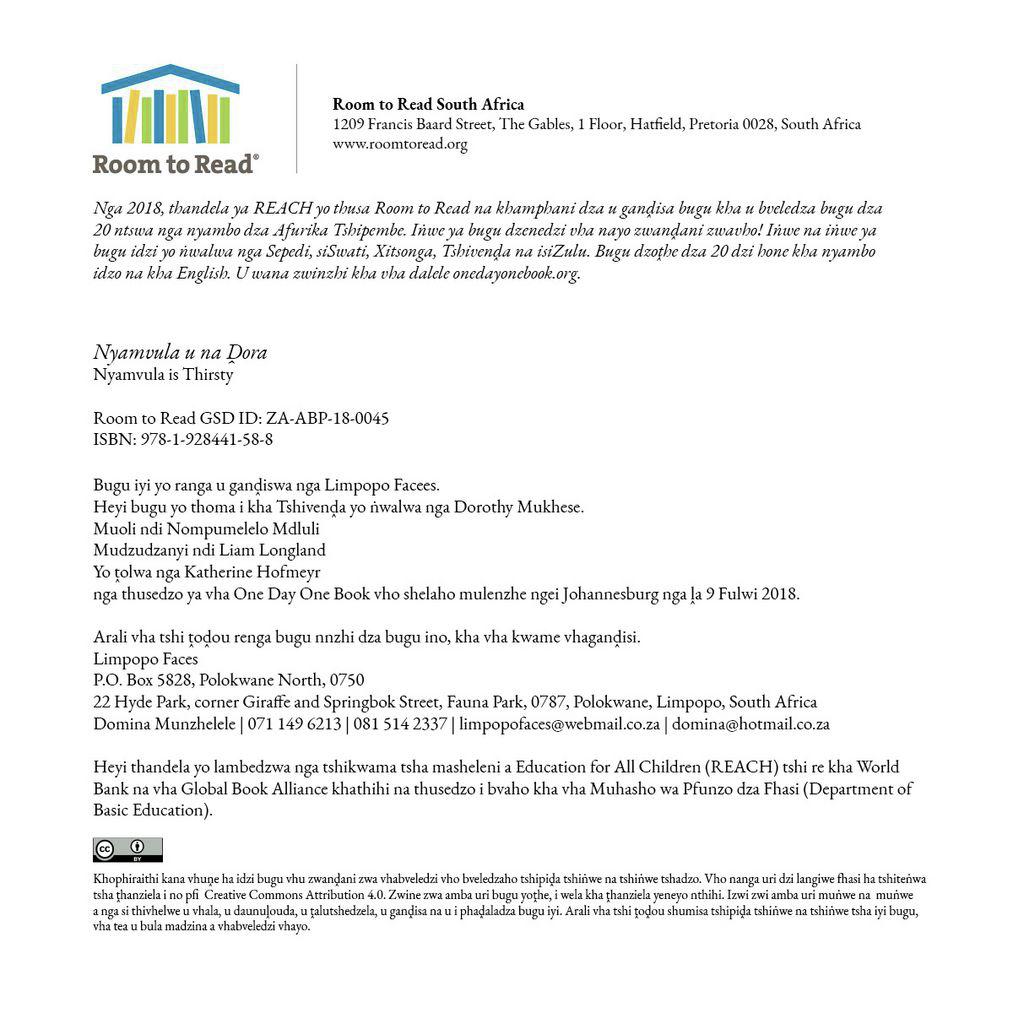 Room to Read®
Room to Read South Africa
1209 Francis Baard Street, The Gables, 1 Floor, Hatfield, Pretoria 0028, South Africa
www.roomtoread.org
Nga 2018, thandela ya REACH yo thusa Room to Read na khamphani dza u ganḓisa bugu kha u bveledza bugu dza
20 ntswa nga nyambo dza Afurika Tshipembe. Iṅwe ya bugu dzenedzi vha nayo zwanḓani zwavho! Iṅwe na iṅwe ya
bugu idzi yo ṅwalwa nga Sepedi, siSwati, Xitsonga, Tshivenḓa na isiZulu. Bugu dzoṱhe dza 20 dzi hone kha nyambo
idzo na kha English. U wana zwinzhi kha vha dalele onedayonebook.org.
Nyamvula u na Ḓora
Nyamvula is Thirsty
Room to Read GSD ID: ZA-ABP-18-0045
ISBN: 978-1-928441-58-8
Bugu iyi yo ranga u ganḓiswa nga Limpopo Facees.
Heyi bugu yo thoma i kha Tshivenḓa yo ṅwalwa nga Dorothy Mukhese.
Muoli ndi Nompumelelo Mdluli
Mudzudzanyi ndi Liam Longland
Yo ṱolwa nga Katherine Hofmeyr
nga thusedzo ya vha One Day One Book vho shelaho mulenzhe ngei Johannesburg nga ḽa 9 Fulwi 2018.
Arali vha tshi ṱoḓou renga bugu nnzhi dza bugu ino, kha vha kwame vhaganḓisi.
Limpopo Faces
P.O. Box 5828, Polokwane North, 0750
22 Hyde Park, corner Giraffe and Springbok Street, Fauna Park, 0787, Polokwane, Limpopo, South Africa
Domina Munzhelele | 071 149 6213 | 081 514 2337 | limpopofaces@webmail.co.za | domina@hotmail.co.za
Heyi thandela yo lambedzwa nga tshikwama tsha masheleni a Education for All Children (REACH) tshi re kha World
Bank na vha Global Book Alliance khathihi na thusedzo i bvaho kha vha Muhasho wa Pfunzo dza Fhasi (Department of
Basic Education).
cc BY
Khophiraithi kana vhuṋe ha idzi bugu vhu zwanḓani zwa vhabveledzi vho bveledzaho tshipiḓa tshiṅwe na tshiṅwe tshadzo. Vho nanga uri dzi langiwe fhasi ha tshiteṅwa
tsha ṱhanziela i no pfi Creative Commons Attribution 4.0. Zwine zwa amba uri bugu yoṱhe, i wela kha ṱhanziela yeneyo nthihi. Izwi zwi amba uri muṅwe na muṅwe
a nga si thivhelwe u vhala, u daunuḽouda, u ṱalutshedzela, u ganḓisa na u i phaḓaladza bugu iyi. Arali vha tshi ṱoḓou shumisa tshipiḓa tshiṅwe na tshiṅwe tsha iyi bugu,
vha tea u bula madzina a vhabveledzi vhayo.